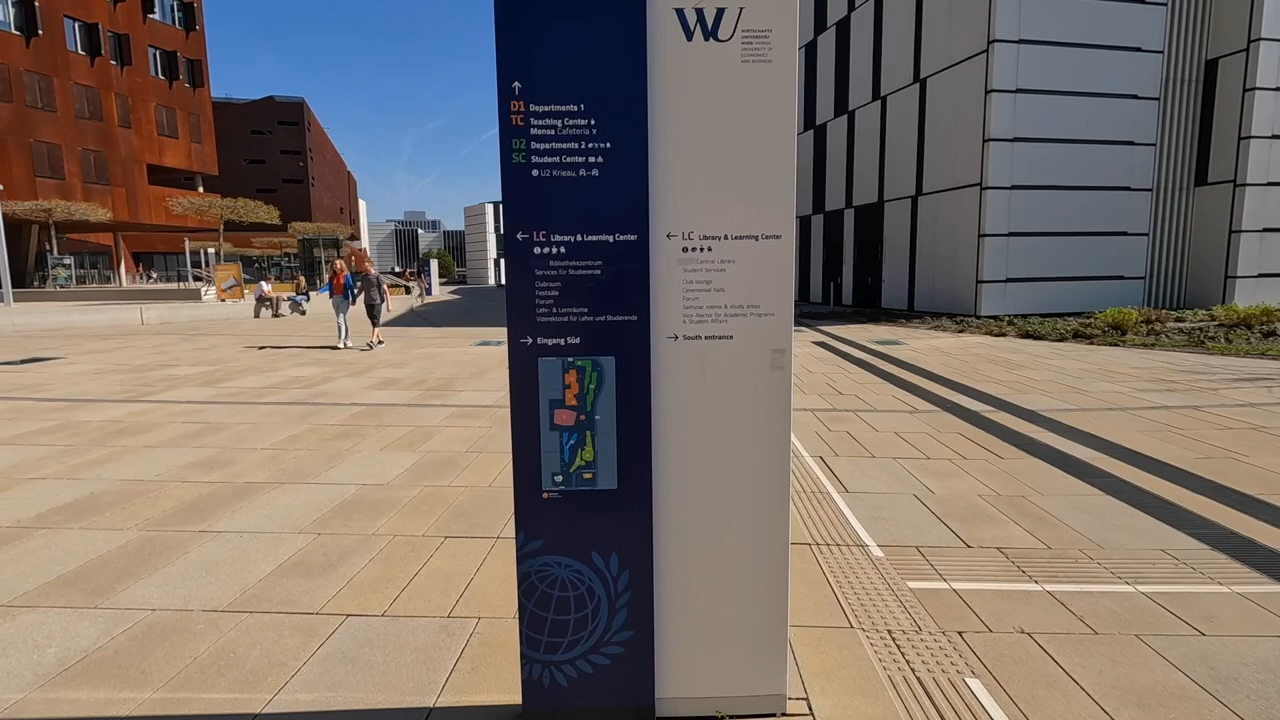 WU
WIRTSCHAFTS
UNIVERSITÄT
WIEN VIENNA
UNIVERSITY OF
ECONOMICS
AND BUSINESS
D1 Departments 1
TC Teaching Center
Mensa Cafeteria
D2 Departments 2
SC Student Center
U2 Krieau,
LC Library & Learning Center
Bibliothekszentrum
Services für Studierende
Clubraum
Festsäle
Forum
Lehr- & Lernräume
Vizerektorat für Lehre und Studierende
Eingang Süd
LC Library & Learning Center
Central Library
Student Services
Club lounge
Ceremonial halls
Forum
Seminar rooms & study areas
Vice-Rector for Academic Programs
& Student Affairs
South entrance